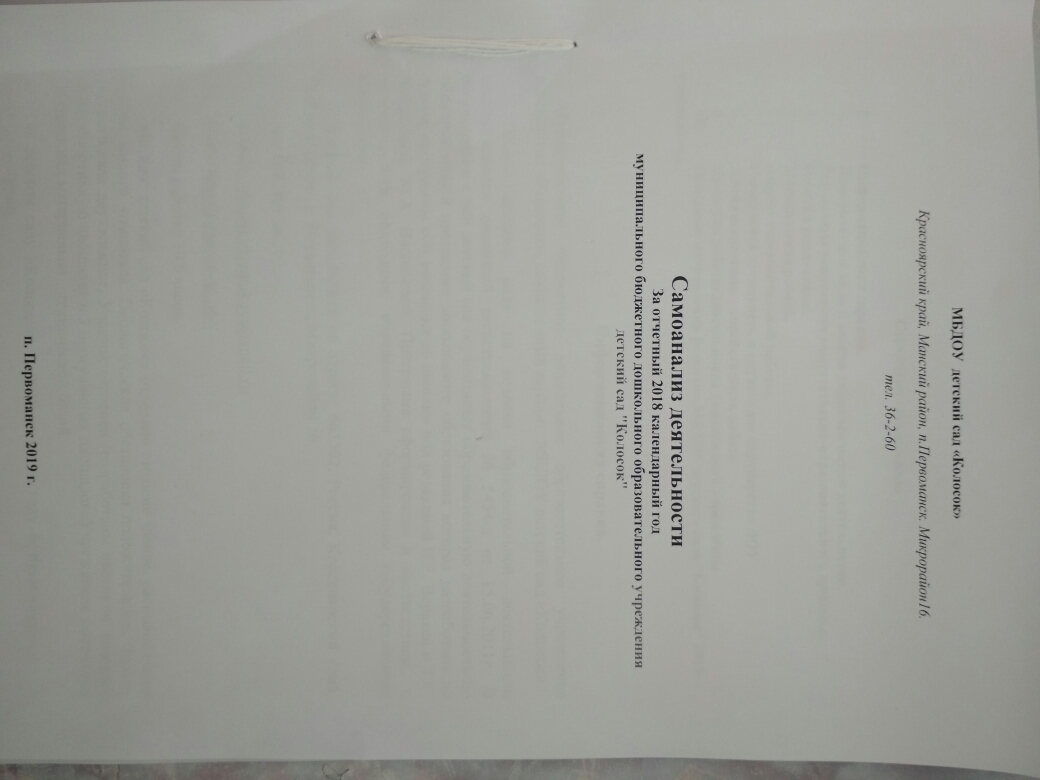 МБДОУ детский сад «Колосок»
Красноярский край, Манский район, п.Первоманск. Микрорайон16.
тел. 36-2-60
Самоанализ деятельности
За отчетный 2018 календарный год
муниципального бюджетного дошкольного образовательного учреждения
детский сад "Колосок"
п. Первоманск 2019 г.